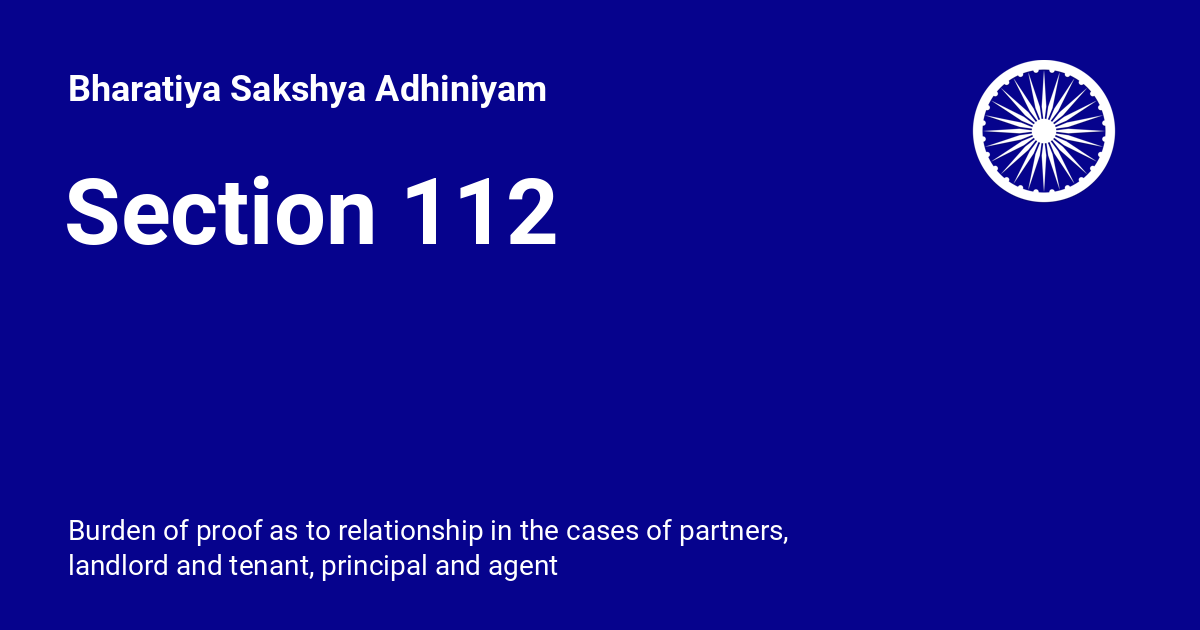 Bharatiya Sakshya Adhiniyam
Section 112
Burden of proof as to relationship in the cases of partners,
landlord and tenant, principal and agent